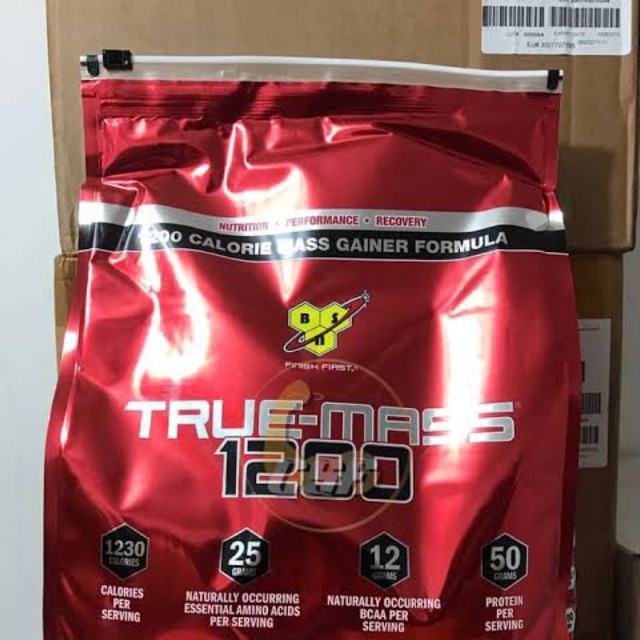 NUTRITION • PERFORMANCE • RECOVERY
1200 CALORIE MASS GAINER FORMULA
BSN
FINISH FIRST.
TRUE-MASS®
1200
1230 CALORIES
CALORIES
PER
SERVING
25 GRAMS
NATURALLY OCCURRING
ESSENTIAL AMINO ACIDS
PER SERVING
12 GRAMS
NATURALLY OCCURRING
BCAA PER
SERVING
50 GRAMS
PROTEIN
PER
SERVING